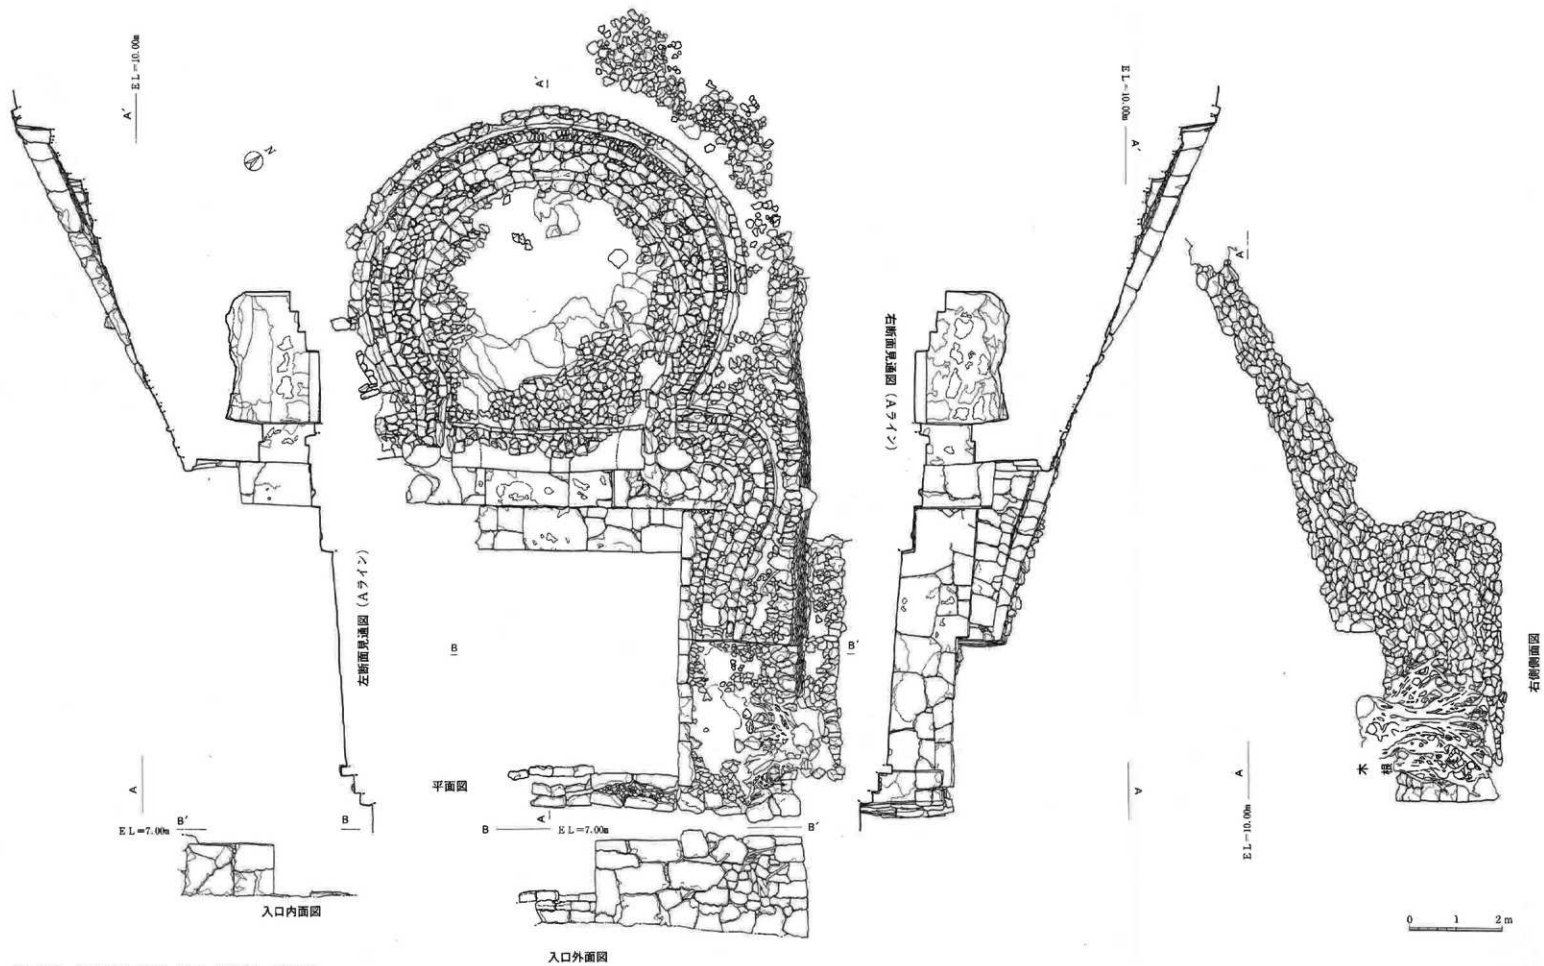 A′
EL=10.00m
A′
EL=10.00m
A′
N
A′
右断面見通図（Aライン）
左断面見通図（Aライン）
B
B′
右側側面図
木根
平面図
A
A
A
A
EL=10.00m
B′
EL=7.00m
B
B
EL=7.00m
B′
入口内面図
入口外面図
0 1 2m